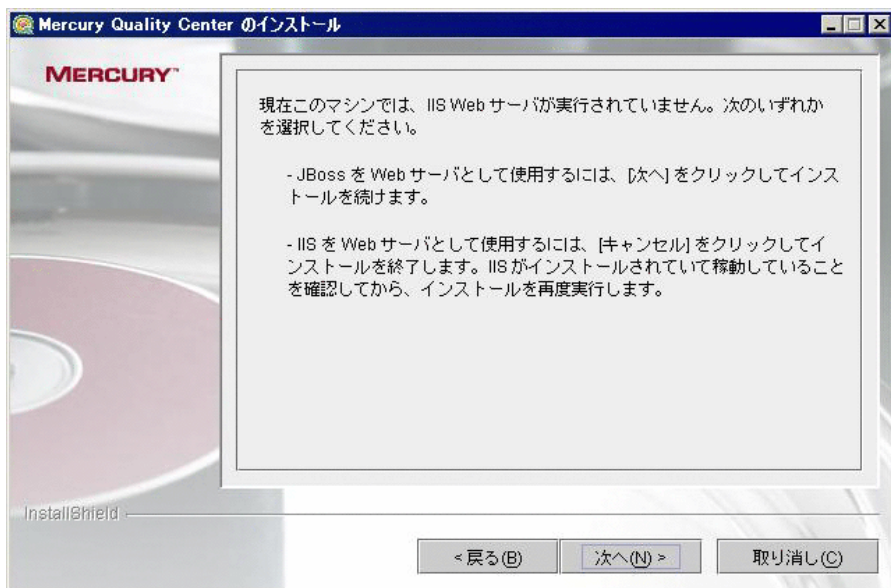 Mercury Quality Center のインストール
MERCURY™
現在このマシンでは、IIS Web サーバが実行されていません。次のいずれか
を選択してください。
- JBoss を Web サーバとして使用するには、[次へ] をクリックしてインス
トールを続けます。
- IIS を Web サーバとして使用するには、[キャンセル] をクリックしてイ
ンストールを終了します。IIS がインストールされていて稼動していること
を確認してから、インストールを再度実行します。
InstallShield
< 戻る(B)
次へ(N) >
取り消し(C)